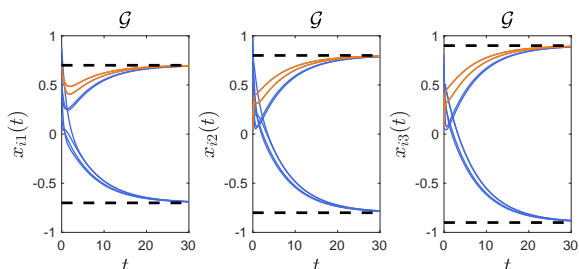 𝒢 𝒢 𝒢
1 1 1
0.5 0.5 0.5
x_{i1}(t) x_{i2}(t) x_{i3}(t)
0 0 0
-0.5 -0.5 -0.5
-1 -1 -1
0 10 20 30 0 10 20 30 0 10 20 30
t t t